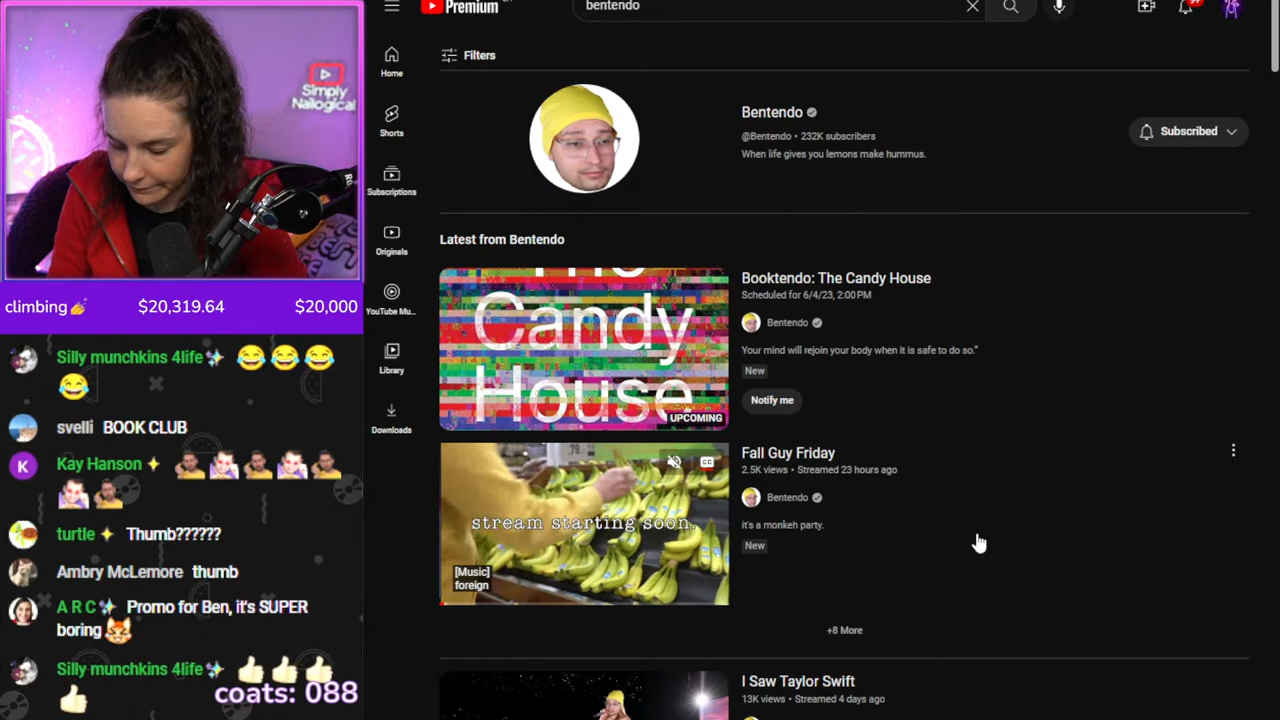 Simply
Nailogical
climbing 💅 $20,319.64 $20,000
Silly munchkins 4life✨ 😂😂😂
😂
svelli BOOK CLUB
K Kay Hanson
turtle Thumb??????
Ambry McLemore thumb
A R C✨ Promo for Ben, it's SUPER
boring
Silly munchkins 4life✨ 👍🏻👍🏻👍🏻
👍🏻
coats: 088
Premium
bentendo
9+
Home
Shorts
Subscriptions
Originals
YouTube Mu...
Library
Downloads
Filters
Bentendo
@Bentendo • 232K subscribers
When life gives you lemons make hummus.
Subscribed
Latest from Bentendo
The
Candy
House
UPCOMING
Booktendo: The Candy House
Scheduled for 6/4/23, 2:00 PM
Bentendo
Your mind will rejoin your body when it is safe to do so."
New
Notify me
stream starting soon.
[Music]
foreign
CC
Fall Guy Friday
2.5K views • Streamed 23 hours ago
Bentendo
it's a monkeh party.
New
+8 More
I Saw Taylor Swift
13K views • Streamed 4 days ago